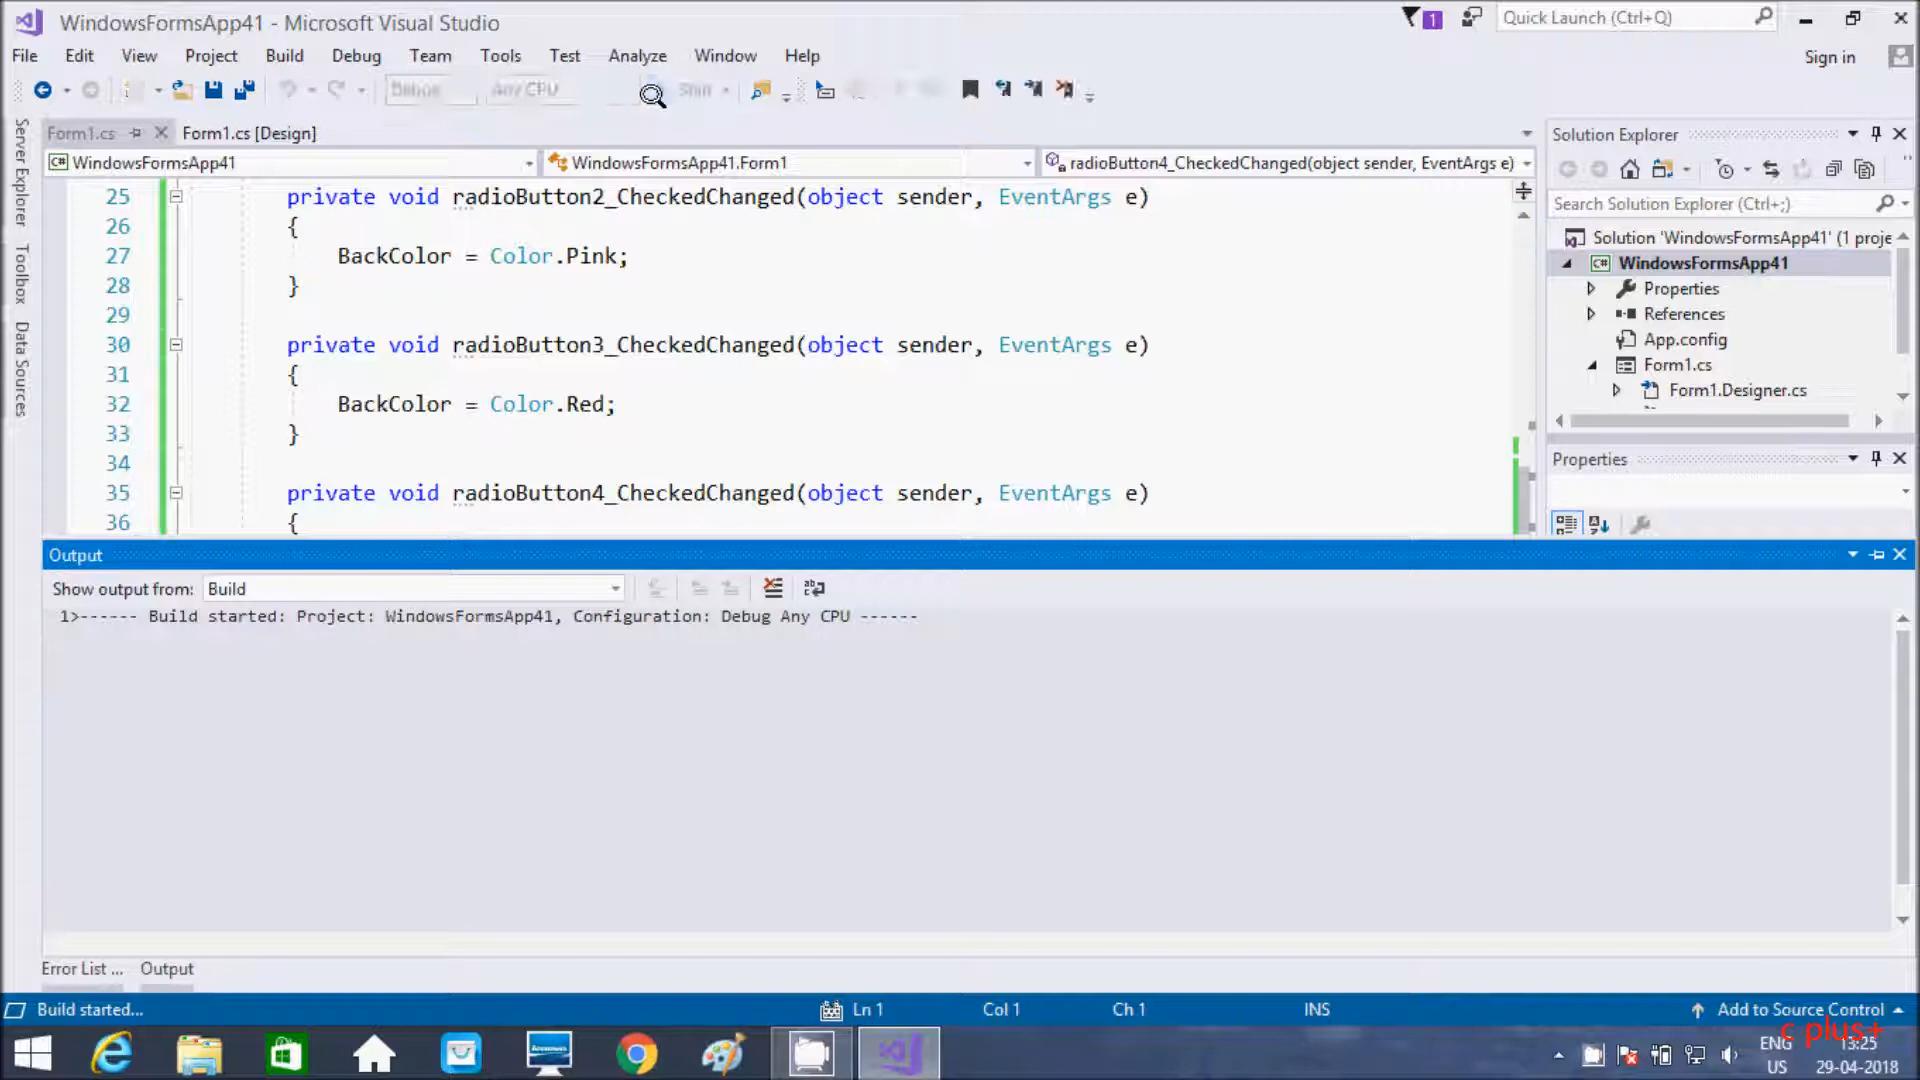 WindowsFormsApp41 - Microsoft Visual Studio
1
Quick Launch (Ctrl+Q)
File Edit View Project Build Debug Team Tools Test Analyze Window Help
Sign in
Debug Any CPU Start
Form1.cs Form1.cs [Design]
Solution Explorer
C# WindowsFormsApp41 WindowsFormsApp41.Form1 radioButton4_CheckedChanged(object sender, EventArgs e)
Server Explorer
Toolbox
Data Sources
25 private void radioButton2_CheckedChanged(object sender, EventArgs e)
26 {
27 BackColor = Color.Pink;
28 }
29
30 private void radioButton3_CheckedChanged(object sender, EventArgs e)
31 {
32 BackColor = Color.Red;
33 }
34
35 private void radioButton4_CheckedChanged(object sender, EventArgs e)
36 {
Search Solution Explorer (Ctrl+;)
Solution 'WindowsFormsApp41' (1 proje
C# WindowsFormsApp41
Properties
References
App.config
Form1.cs
Form1.Designer.cs
Properties
Output
Show output from: Build
1>------ Build started: Project: WindowsFormsApp41, Configuration: Debug Any CPU ------
Error List ... Output
Build started... Ln 1 Col 1 Ch 1 INS Add to Source Control
c plus+
ENG 13:25
US 29-04-2018